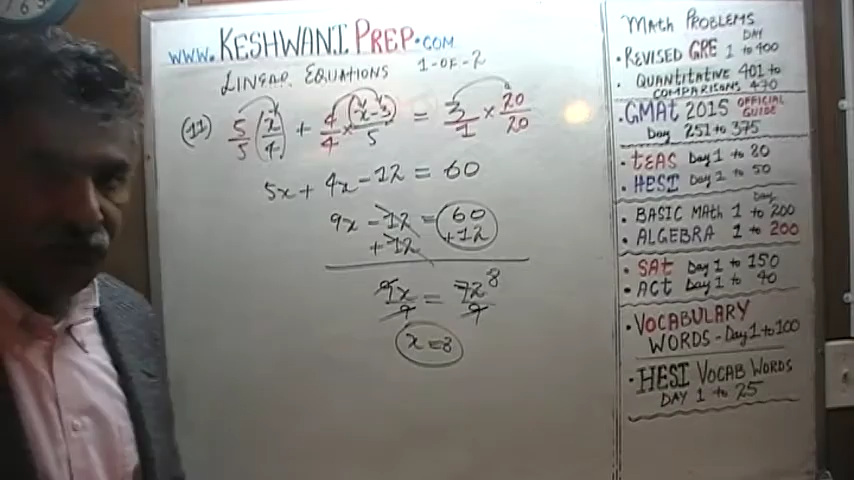 www.KESHWANIPREP.COM
LINEAR EQUATIONS 1-OF-2
(11) 5/5 (x/4) + 4/4 × (x-3)/5 = 3/1 × 20/20
5x + 4x - 12 = 60
9x - 12 = 60
+12 +12
9x/9 = 72/9 8
x = 8
MATH PROBLEMS
DAY
• REVISED GRE 1 to 400
• QUANTITATIVE 401 to
COMPARISONS 470
• GMAT 2015 OFFICIAL GUIDE
Day 251 to 375
• TEAS Day 1 to 80
• HESI Day 1 to 50
Day
• BASIC MATH 1 to 200
• ALGEBRA 1 to 200
• SAT Day 1 to 150
• ACT Day 1 to 40
• VOCABULARY
WORDS - Day 1 to 100
• HESI VOCAB WORDS
DAY 1 to 25